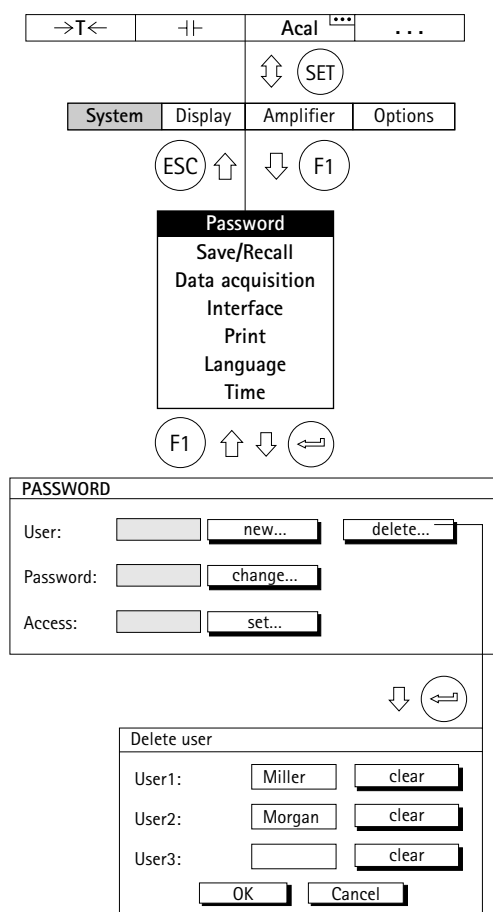 →T← ⊣⊢ Acal ... . . .
SET
System Display Amplifier Options
ESC F1
Password
Save/Recall
Data acquisition
Interface
Print
Language
Time
F1
PASSWORD
User: new... delete...
Password: change...
Access: set...
Delete user
User1: Miller clear
User2: Morgan clear
User3: clear
OK Cancel